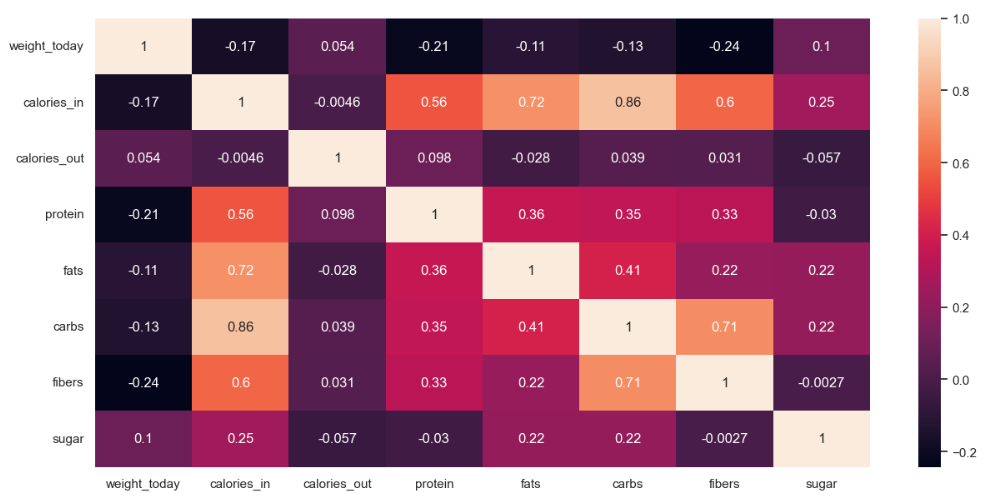 weight_today 1 -0.17 0.054 -0.21 -0.11 -0.13 -0.24 0.1
calories_in -0.17 1 -0.0046 0.56 0.72 0.86 0.6 0.25
calories_out 0.054 -0.0046 1 0.098 -0.028 0.039 0.031 -0.057
protein -0.21 0.56 0.098 1 0.36 0.35 0.33 -0.03
fats -0.11 0.72 -0.028 0.36 1 0.41 0.22 0.22
carbs -0.13 0.86 0.039 0.35 0.41 1 0.71 0.22
fibers -0.24 0.6 0.031 0.33 0.22 0.71 1 -0.0027
sugar 0.1 0.25 -0.057 -0.03 0.22 0.22 -0.0027 1
weight_today calories_in calories_out protein fats carbs fibers sugar
1.0
0.8
0.6
0.4
0.2
0.0
−0.2